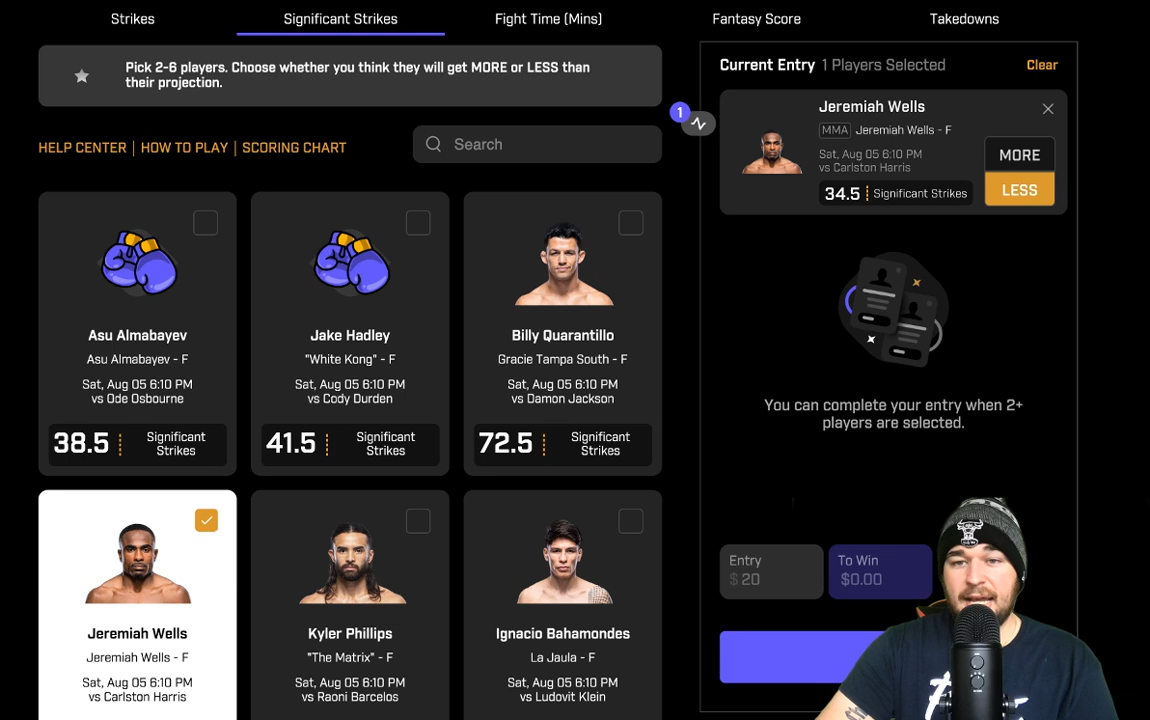 Strikes
Significant Strikes
Fight Time (Mins)
Fantasy Score
Takedowns
Pick 2-6 players. Choose whether you think they will get MORE or LESS than
their projection.
HELP CENTER | HOW TO PLAY | SCORING CHART
Search
Asu Almabayev
Asu Almabayev - F
Sat, Aug 05 6:10 PM
vs Ode Osbourne
38.5
Significant
Strikes
Jake Hadley
"White Kong" - F
Sat, Aug 05 6:10 PM
vs Cody Durden
41.5
Significant
Strikes
Billy Quarantillo
Gracie Tampa South - F
Sat, Aug 05 6:10 PM
vs Damon Jackson
72.5
Significant
Strikes
Jeremiah Wells
Jeremiah Wells - F
Sat, Aug 05 6:10 PM
vs Carlston Harris
Kyler Phillips
"The Matrix" - F
Sat, Aug 05 6:10 PM
vs Raoni Barcelos
Ignacio Bahamondes
La Jaula - F
Sat, Aug 05 6:10 PM
vs Ludovit Klein
Current Entry 1 Players Selected
Clear
1
Jeremiah Wells
MMA Jeremiah Wells - F
Sat, Aug 05 6:10 PM
vs Carlston Harris
34.5 Significant Strikes
MORE
LESS
You can complete your entry when 2+
players are selected.
Entry
$ 20
To Win
$0.00